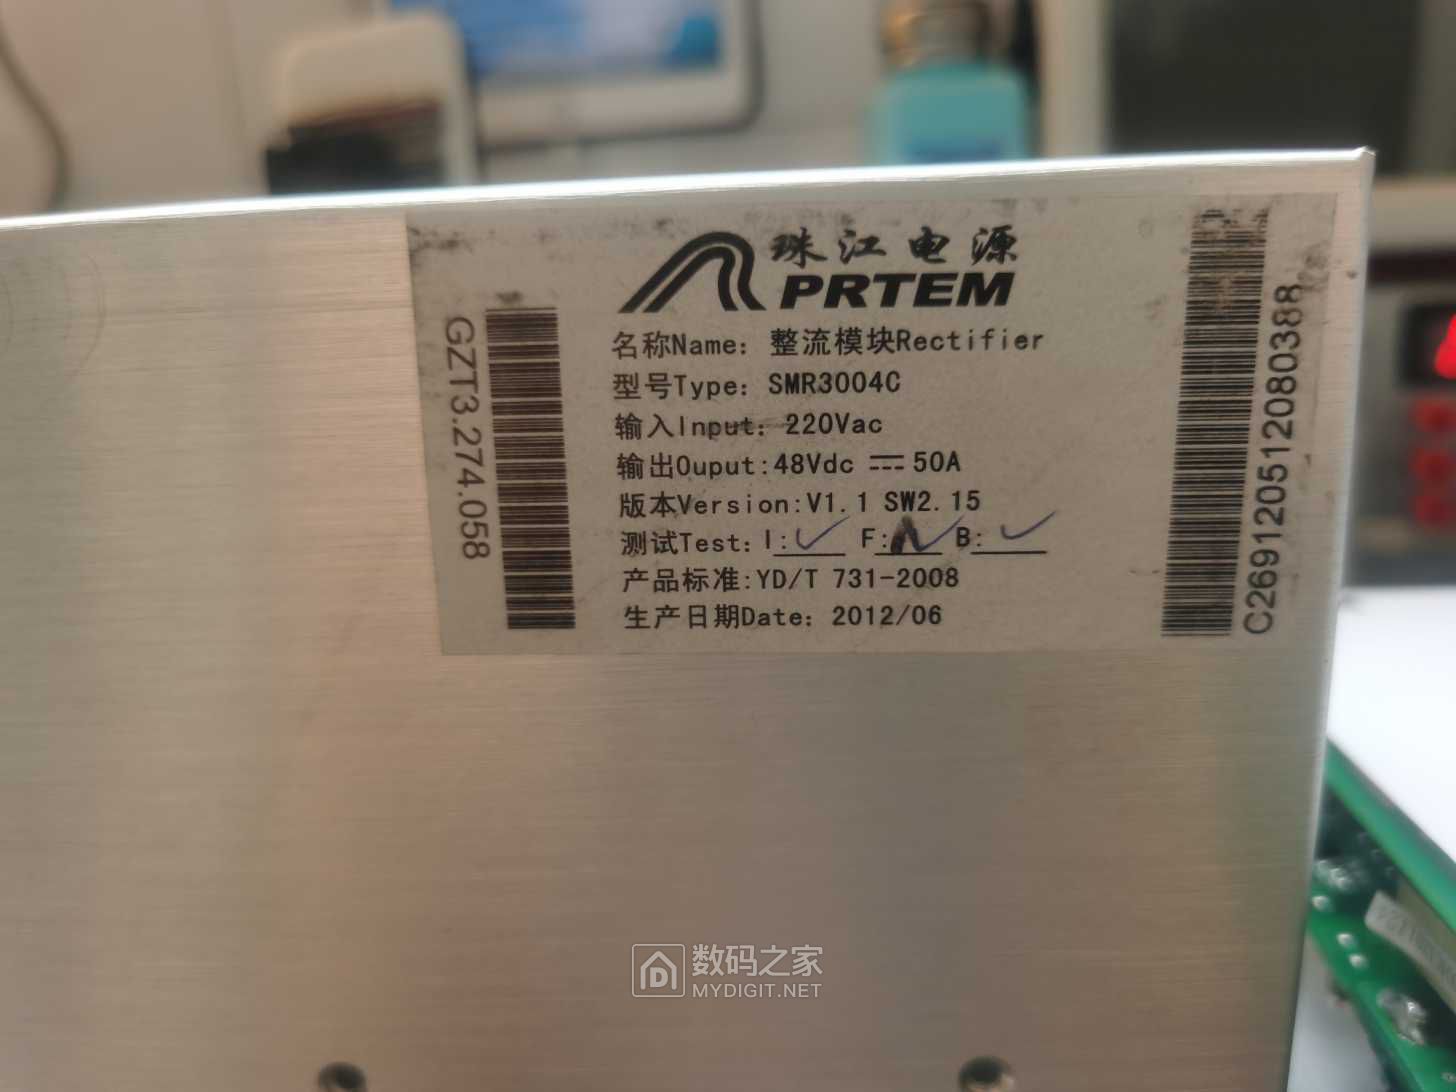 珠江电源
PRTEM
名称Name: 整流模块Rectifier
型号Type: SMR3004C
输入Input: 220Vac
输出Ouput:48Vdc 50A
版本Version:V1.1 SW2.15
测试Test: I: ✓ F: ✓ B: ✓
产品标准:YD/T 731-2008
生产日期Date: 2012/06
GZT3.274.058
C269120512080388
数码之家
MYDIGIT.NET